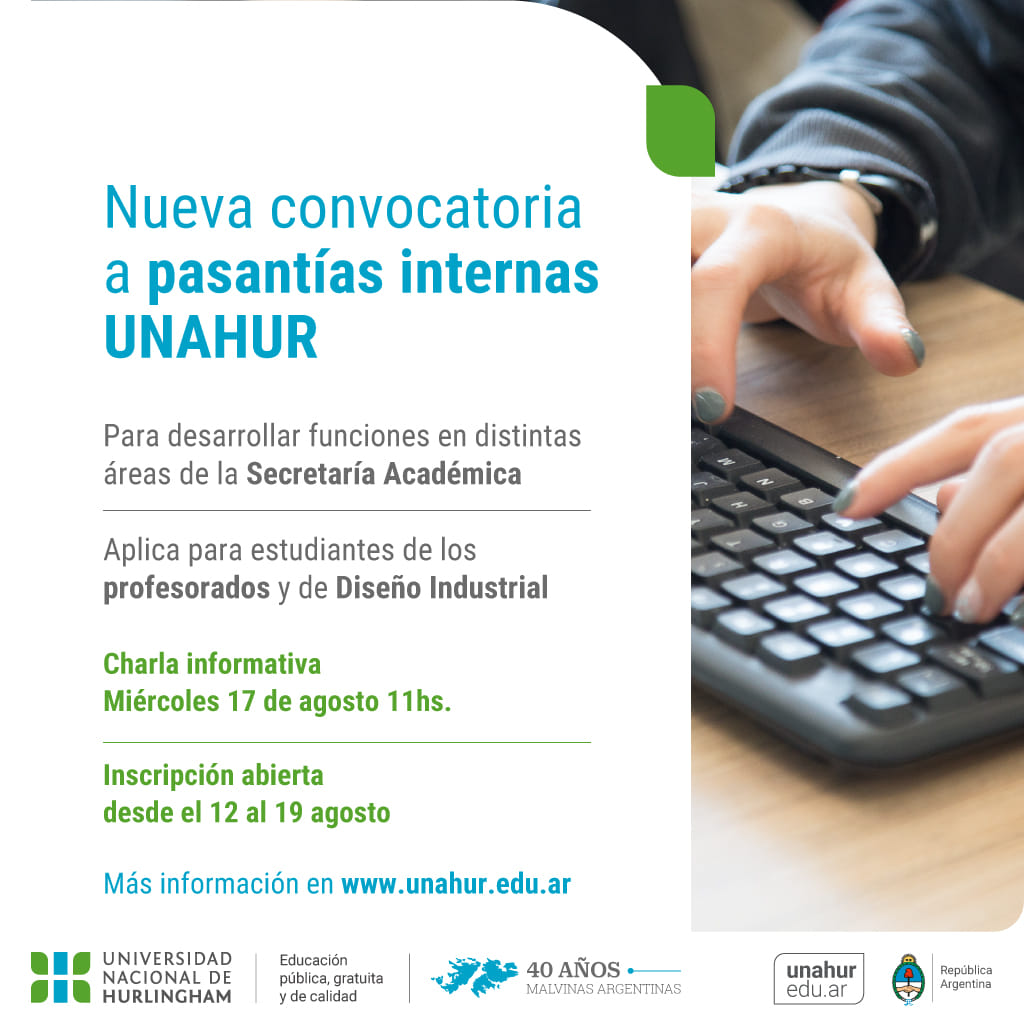 Nueva convocatoria
a pasantías internas
UNAHUR
Para desarrollar funciones en distintas
áreas de la Secretaría Académica
Aplica para estudiantes de los
profesorados y de Diseño Industrial
Charla informativa
Miércoles 17 de agosto 11hs.
Inscripción abierta
desde el 12 al 19 agosto
Más información en www.unahur.edu.ar
UNIVERSIDAD
NACIONAL DE
HURLINGHAM
Educación
pública, gratuita
y de calidad
40 AÑOS
MALVINAS ARGENTINAS
unahur
edu.ar
República
Argentina